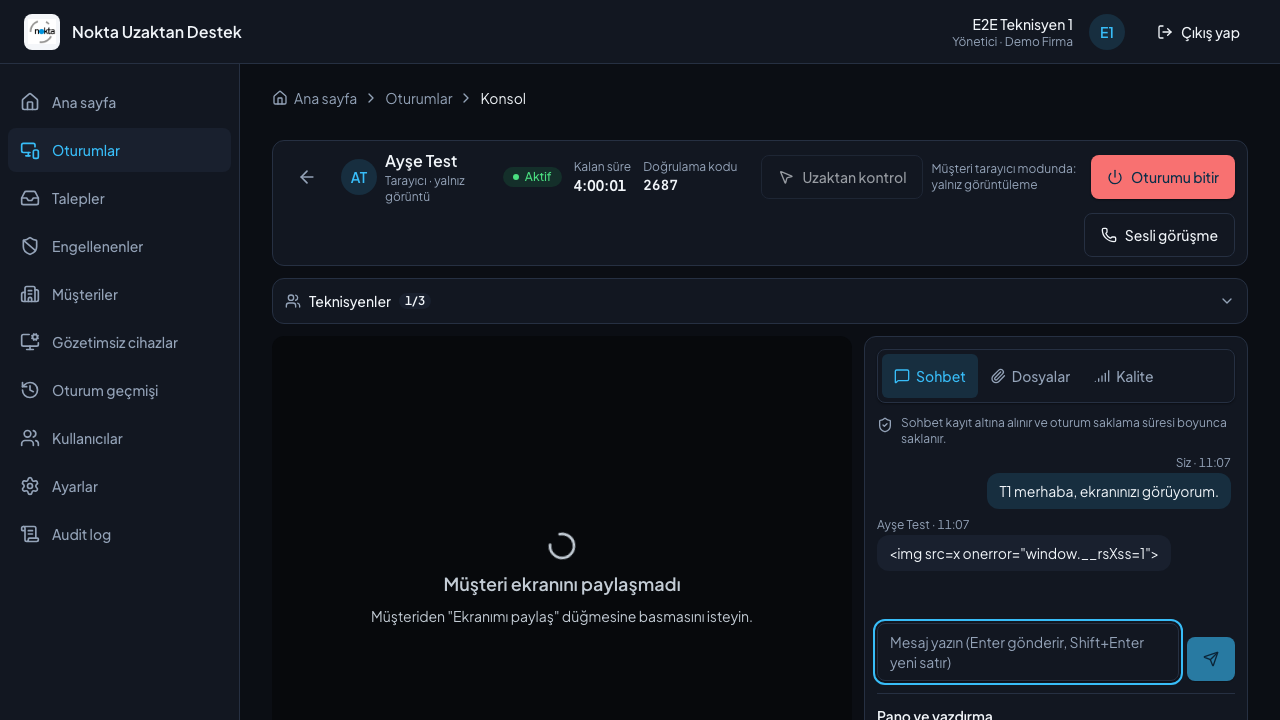 nokta
Nokta Uzaktan Destek
E2E Teknisyen 1
Yönetici · Demo Firma
E1
Çıkış yap
Ana sayfa
Oturumlar
Talepler
Engellenenler
Müşteriler
Gözetimsiz cihazlar
Oturum geçmişi
Kullanıcılar
Ayarlar
Audit log
Ana sayfa
Oturumlar
Konsol
AT
Ayşe Test
Tarayıcı · yalnız
görüntü
Aktif
Kalan süre
4:00:01
Doğrulama kodu
2687
Uzaktan kontrol
Müşteri tarayıcı modunda:
yalnız görüntüleme
Oturumu bitir
Sesli görüşme
Teknisyenler 1/3
Müşteri ekranını paylaşmadı
Müşteriden "Ekranımı paylaş" düğmesine basmasını isteyin.
Sohbet
Dosyalar
Kalite
Sohbet kayıt altına alınır ve oturum saklama süresi boyunca
saklanır.
Siz · 11:07
T1 merhaba, ekranınızı görüyorum.
Ayşe Test · 11:07
<img src=x onerror="window.__rsXss=1">
Mesaj yazın (Enter gönderir, Shift+Enter
yeni satır)
Pano ve yazdırma